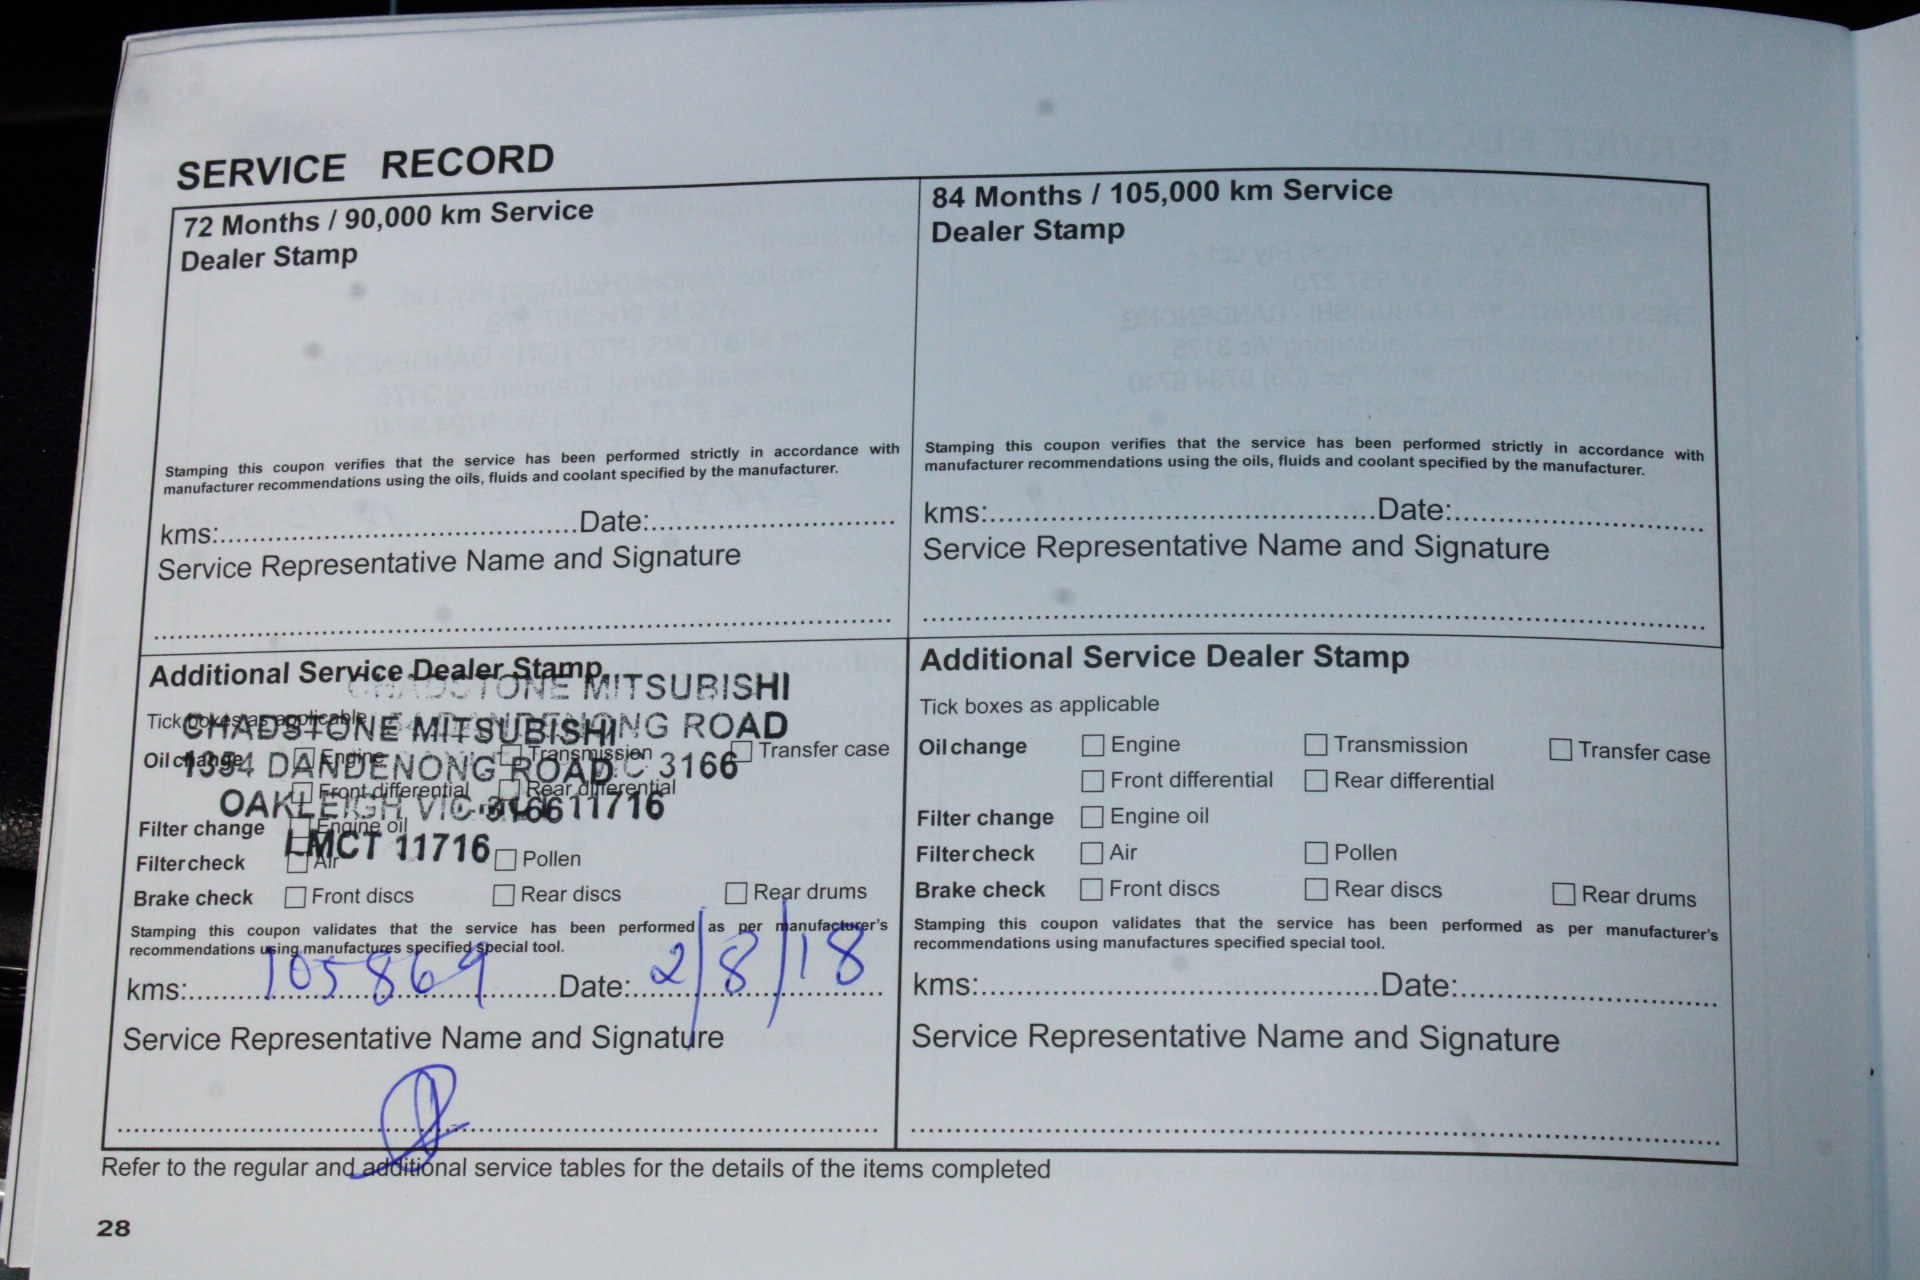 SERVICE RECORD
72 Months / 90,000 km Service
Dealer Stamp
Stamping this coupon verifies that the service has been performed strictly in accordance with
manufacturer recommendations using the oils, fluids and coolant specified by the manufacturer.
kms:..............................Date:..............................
Service Representative Name and Signature
84 Months / 105,000 km Service
Dealer Stamp
Stamping this coupon verifies that the service has been performed strictly in accordance with
manufacturer recommendations using the oils, fluids and coolant specified by the manufacturer.
kms:..............................Date:..............................
Service Representative Name and Signature
Additional Service Dealer Stamp
CHADSTONE MITSUBISHI
Tick boxes as applicable
CHADSTONE MITSUBISHI
DANDENONG ROAD
Oil change Engine Transmission Transfer case
1394 DANDENONG ROAD
VIC 3166
Front differential Rear differential
OAKLEIGH VIC 3166
11716
Filter change Engine oil
LMCT 11716
Filter check Air Pollen
Brake check Front discs Rear discs Rear drums
Stamping this coupon validates that the service has been performed as per manufacturer's
recommendations using manufactures specified special tool.
kms: 105869 Date: 2/8/18
Service Representative Name and Signature
Additional Service Dealer Stamp
Tick boxes as applicable
Oil change Engine Transmission Transfer case
Front differential Rear differential
Filter change Engine oil
Filter check Air Pollen
Brake check Front discs Rear discs Rear drums
Stamping this coupon validates that the service has been performed as per manufacturer's
recommendations using manufactures specified special tool.
kms:..............................Date:..............................
Service Representative Name and Signature
Refer to the regular and additional service tables for the details of the items completed
28